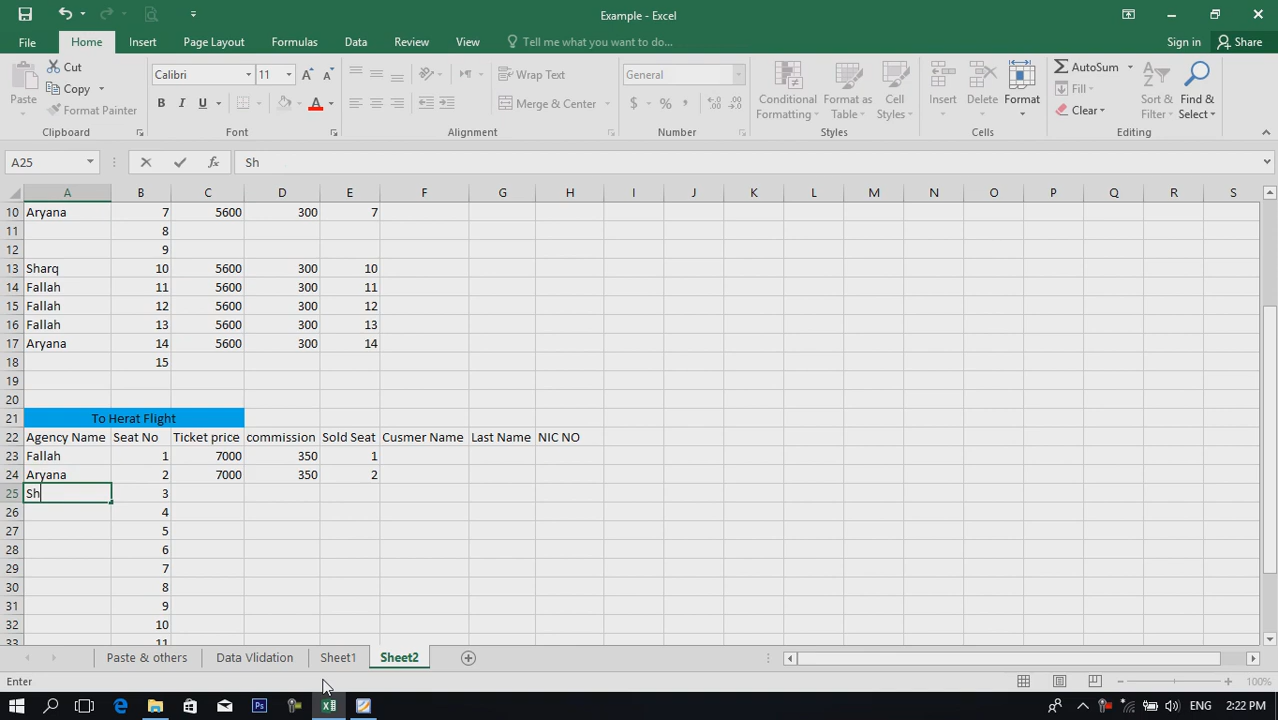 Example - Excel
Sign in Share
File Home Insert Page Layout Formulas Data Review View Tell me what you want to do...
Paste Cut Copy Format Painter Clipboard
Calibri 11 A A B I U A Font
Wrap Text Merge & Center Alignment
General $ % , Number
Conditional Formatting Format as Table Cell Styles Styles
Insert Delete Format Cells
AutoSum Fill Clear Sort & Filter Find & Select Editing
A25 fx Sh
A B C D E F G H I J K L M N O P Q R S
10 Aryana 7 5600 300 7
11 8
12 9
13 Sharq 10 5600 300 10
14 Fallah 11 5600 300 11
15 Fallah 12 5600 300 12
16 Fallah 13 5600 300 13
17 Aryana 14 5600 300 14
18 15
19
20
21 To Herat Flight
22 Agency Name Seat No Ticket price commission Sold Seat Cusmer Name Last Name NIC NO
23 Fallah 1 7000 350 1
24 Aryana 2 7000 350 2
25 Sh 3
26 4
27 5
28 6
29 7
30 8
31 9
32 10
33 11
Paste & others Data Vlidation Sheet1 Sheet2
Enter 100%
ENG 2:22 PM